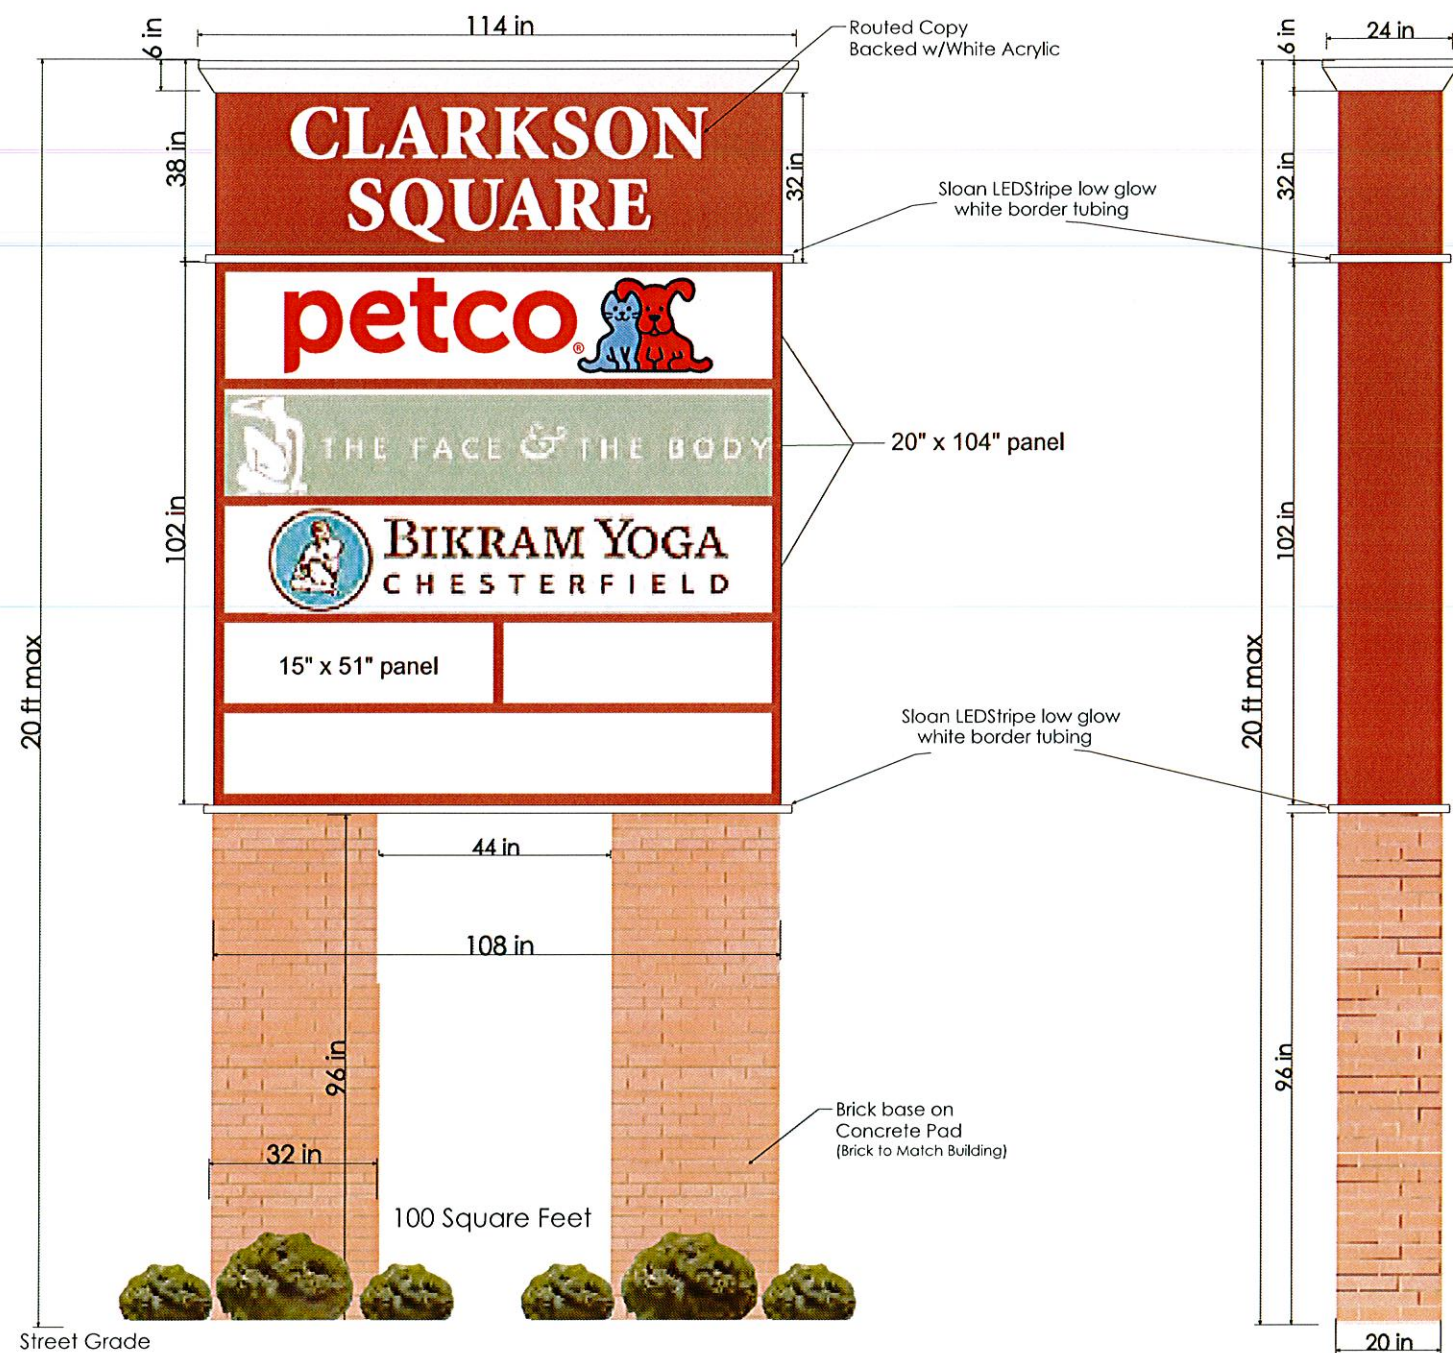 6 in
114 in
Routed Copy
Backed w/White Acrylic
6 in
24 in
38 in
CLARKSON
SQUARE
32 in
Sloan LEDStripe low glow
white border tubing
32 in
petco®
THE FACE & THE BODY
20" x 104" panel
102 in
BIKRAM YOGA
CHESTERFIELD
102 in
15" x 51" panel
20 ft max
Sloan LEDStripe low glow
white border tubing
20 ft max
44 in
108 in
96 in
96 in
Brick base on
Concrete Pad
(Brick to Match Building)
32 in
100 Square Feet
Street Grade
20 in